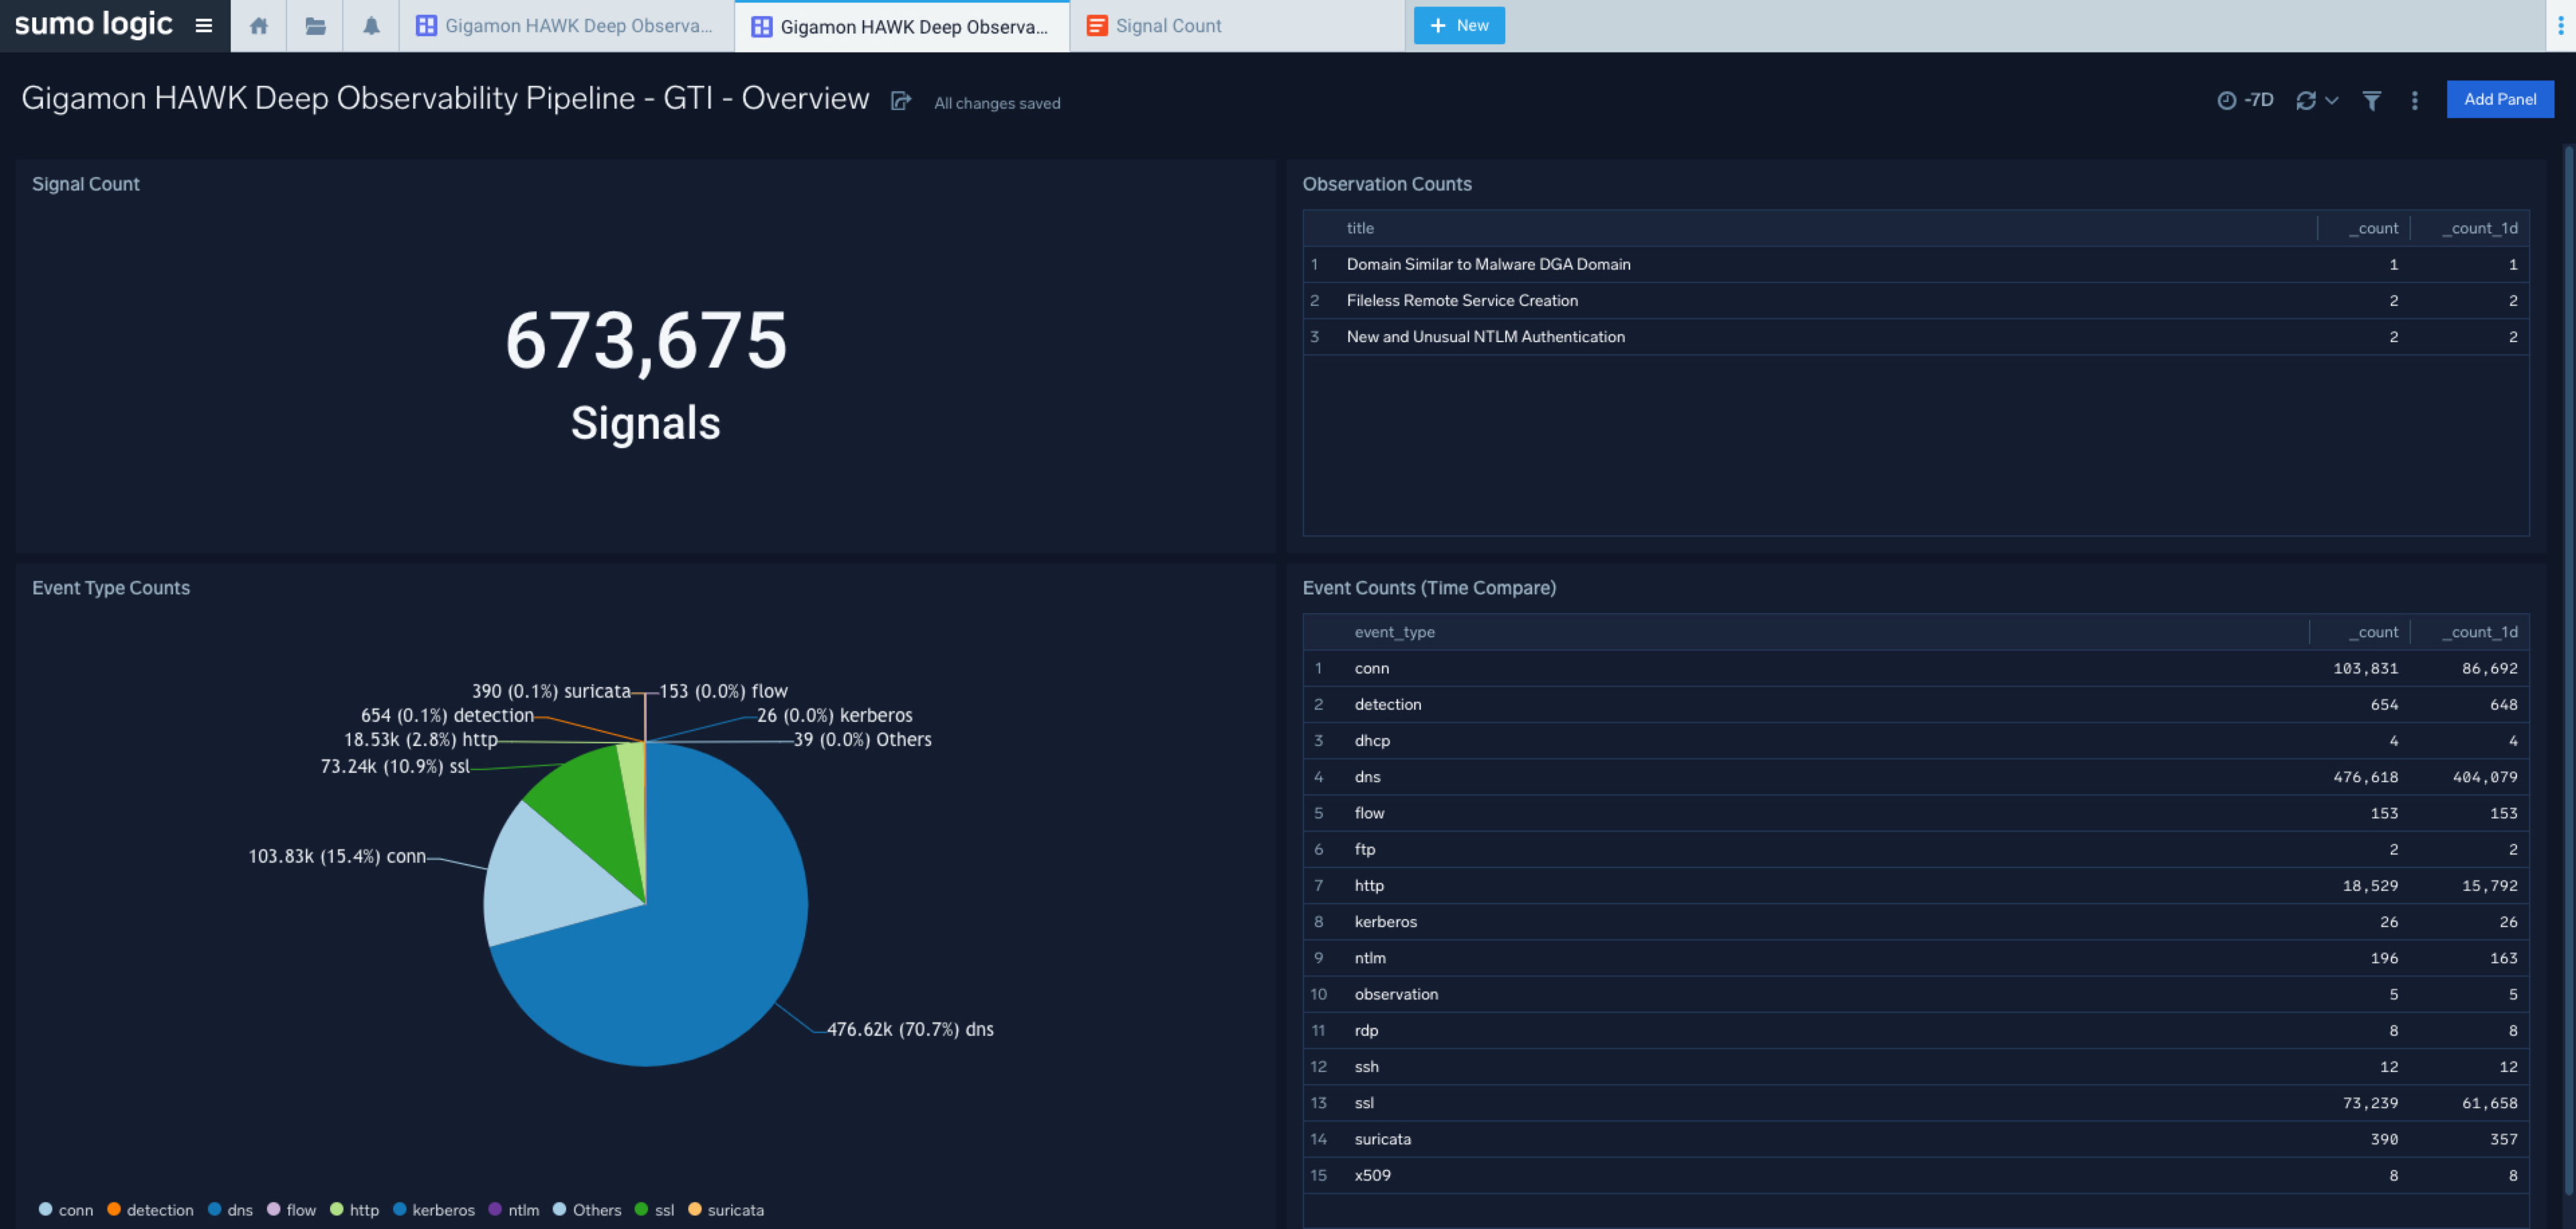 sumo logic
Gigamon HAWK Deep Observa...
Gigamon HAWK Deep Observa...
Signal Count
+ New
Gigamon HAWK Deep Observability Pipeline - GTI - Overview
All changes saved
-7D
Add Panel
Signal Count
673,675
Signals
Observation Counts
title _count _count_1d
1 Domain Similar to Malware DGA Domain 1 1
2 Fileless Remote Service Creation 2 2
3 New and Unusual NTLM Authentication 2 2
Event Type Counts
390 (0.1%) suricata
153 (0.0%) flow
654 (0.1%) detection
26 (0.0%) kerberos
18.53k (2.8%) http
39 (0.0%) Others
73.24k (10.9%) ssl
103.83k (15.4%) conn
476.62k (70.7%) dns
conn detection dns flow http kerberos ntlm Others ssl suricata
Event Counts (Time Compare)
event_type _count _count_1d
1 conn 103,831 86,692
2 detection 654 648
3 dhcp 4 4
4 dns 476,618 404,079
5 flow 153 153
6 ftp 2 2
7 http 18,529 15,792
8 kerberos 26 26
9 ntlm 196 163
10 observation 5 5
11 rdp 8 8
12 ssh 12 12
13 ssl 73,239 61,658
14 suricata 390 357
15 x509 8 8